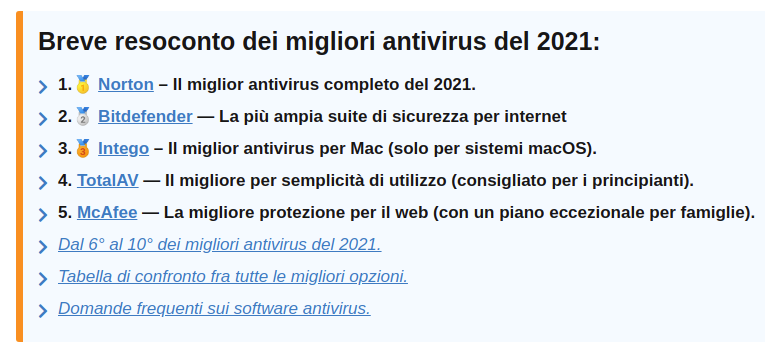 Breve resoconto dei migliori antivirus del 2021:
1.🥇 Norton – Il miglior antivirus completo del 2021.
2.🥈 Bitdefender — La più ampia suite di sicurezza per internet
3.🥉 Intego – Il miglior antivirus per Mac (solo per sistemi macOS).
4. TotalAV — Il migliore per semplicità di utilizzo (consigliato per i principianti).
5. McAfee — La migliore protezione per il web (con un piano eccezionale per famiglie).
Dal 6° al 10° dei migliori antivirus del 2021.
Tabella di confronto fra tutte le migliori opzioni.
Domande frequenti sui software antivirus.